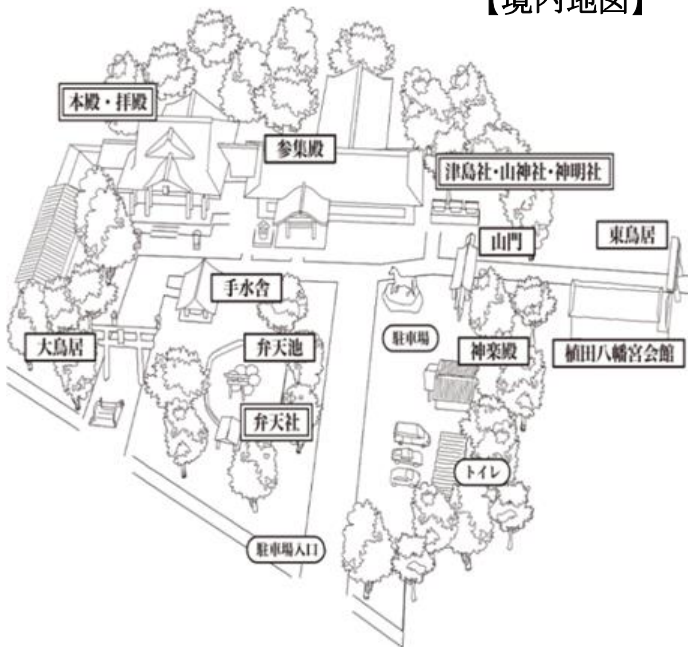 【境内地図】
本殿・拝殿
参集殿
津島社・山神社・神明社
山門
東鳥居
手水舎
大鳥居
弁天池
駐車場
神楽殿
植田八幡宮会館
弁天社
トイレ
駐車場入口